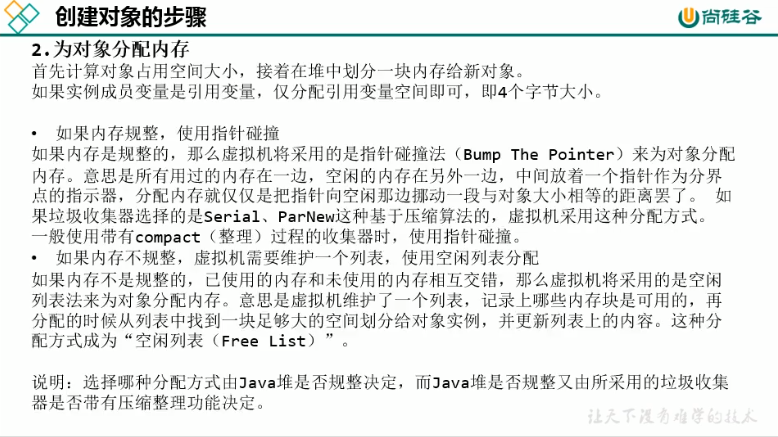 创建对象的步骤
尚硅谷
2.为对象分配内存
首先计算对象占用空间大小，接着在堆中划分一块内存给新对象。
如果实例成员变量是引用变量，仅分配引用变量空间即可，即4个字节大小。
• 如果内存规整，使用指针碰撞
如果内存是规整的，那么虚拟机将采用的是指针碰撞法（Bump The Pointer）来为对象分配
内存。意思是所有用过的内存在一边，空闲的内存在另外一边，中间放着一个指针作为分界
点的指示器，分配内存就仅仅是把指针向空闲那边挪动一段与对象大小相等的距离罢了。 如
果垃圾收集器选择的是Serial、ParNew这种基于压缩算法的，虚拟机采用这种分配方式。
一般使用带有compact（整理）过程的收集器时，使用指针碰撞。
• 如果内存不规整，虚拟机需要维护一个列表，使用空闲列表分配
如果内存不是规整的，已使用的内存和未使用的内存相互交错，那么虚拟机将采用的是空闲
列表法来为对象分配内存。意思是虚拟机维护了一个列表，记录上哪些内存块是可用的，再
分配的时候从列表中找到一块足够大的空间划分给对象实例，并更新列表上的内容。这种分
配方式成为“空闲列表（Free List）”。
说明：选择哪种分配方式由Java堆是否规整决定，而Java堆是否规整又由所采用的垃圾收集
器是否带有压缩整理功能决定。
让天下没有难学的技术